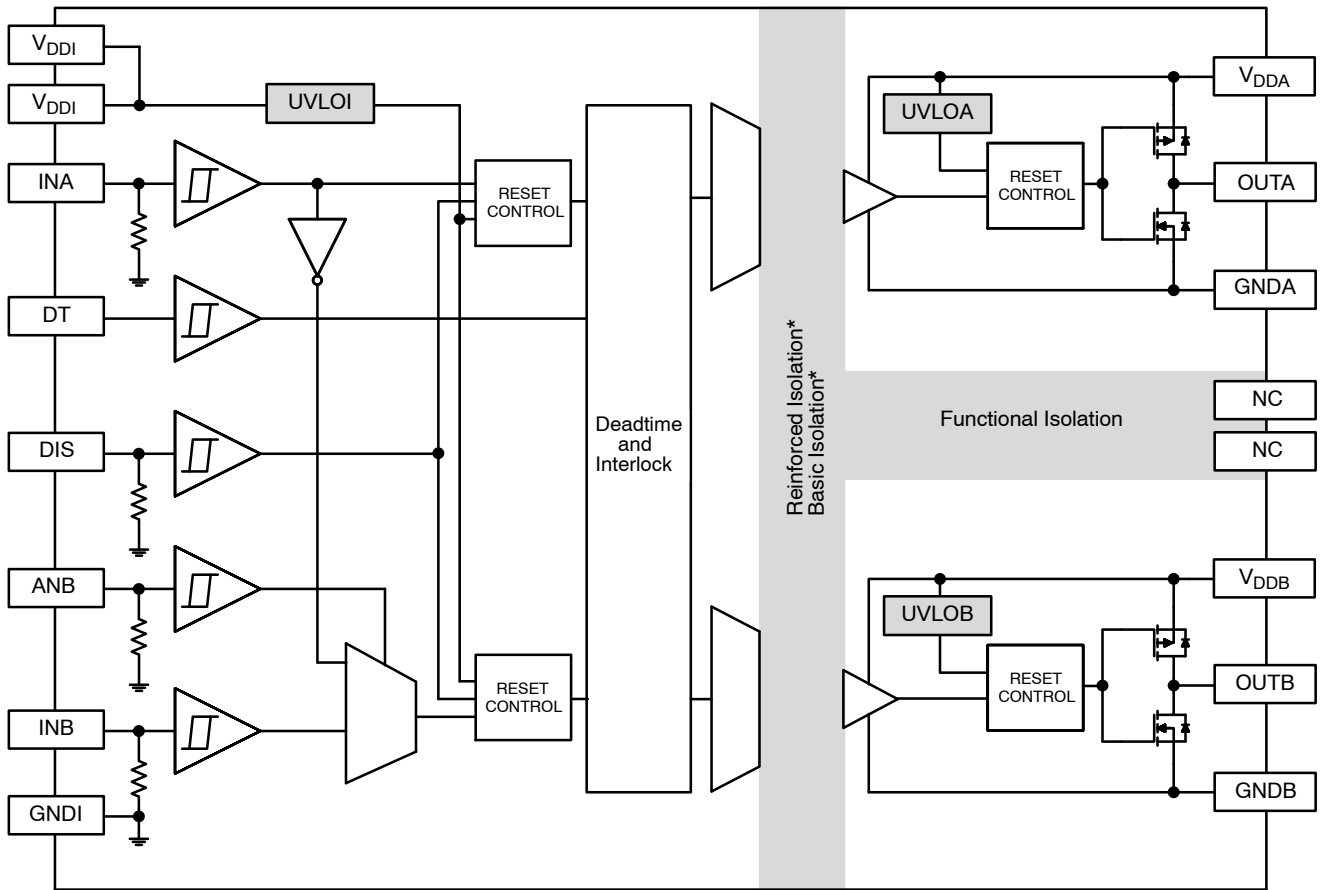 VDDI
VDDI
UVLOI
INA
DT
DIS
ANB
INB
GNDI
RESET
CONTROL
RESET
CONTROL
Deadtime
and
Interlock
Reinforced Isolation*
Basic Isolation*
Functional Isolation
UVLOA
RESET
CONTROL
VDDA
OUTA
GNDA
NC
NC
UVLOB
RESET
CONTROL
VDDB
OUTB
GNDB